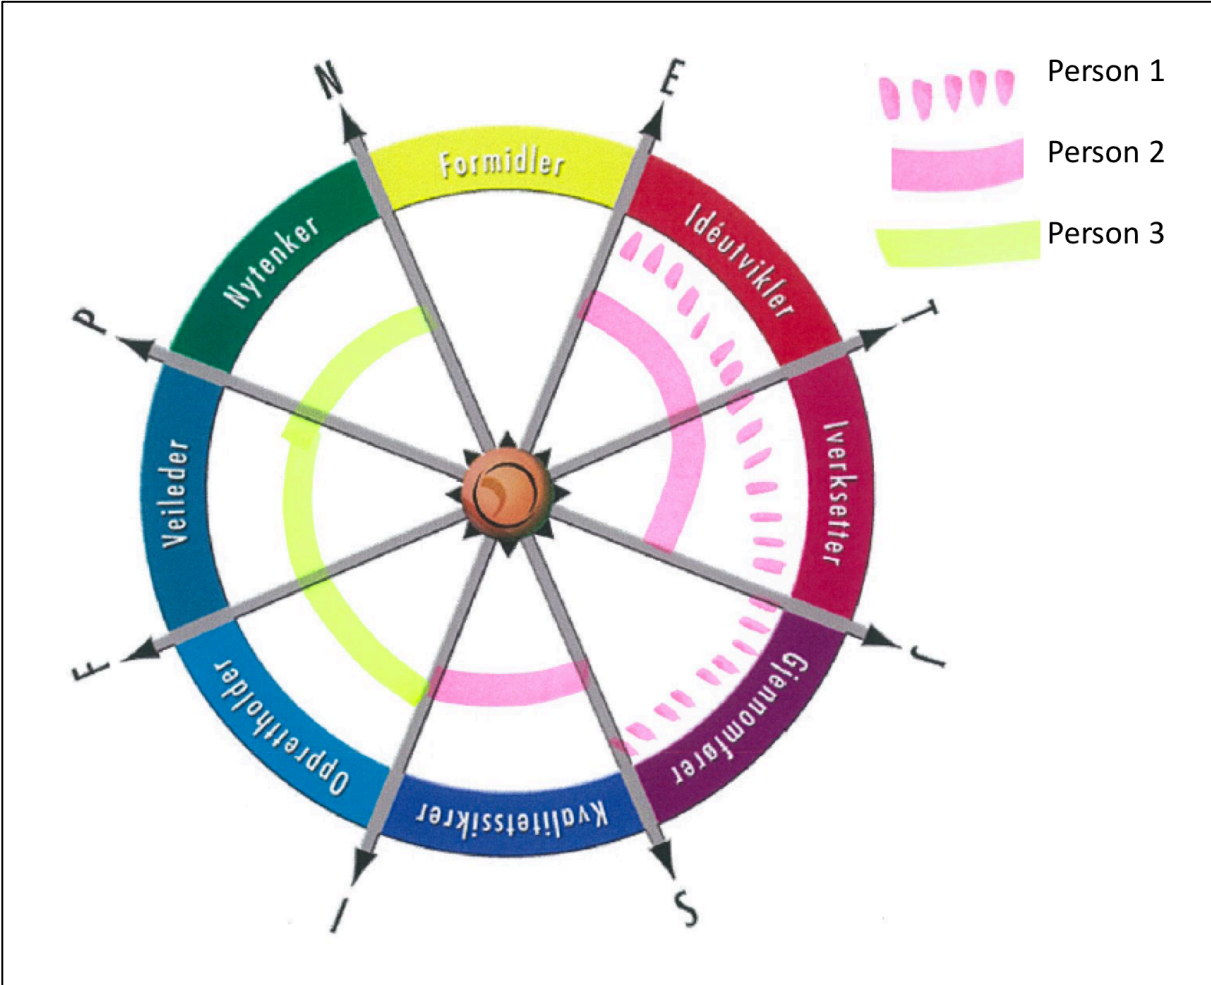 N
E
Person 1
Person 2
Person 3
Formidler
Idéutvikler
Nytenker
P
T
Veileder
Iverksetter
F
J
Opprettholder
Gjennomfører
Kvalitetssikrer
I
S